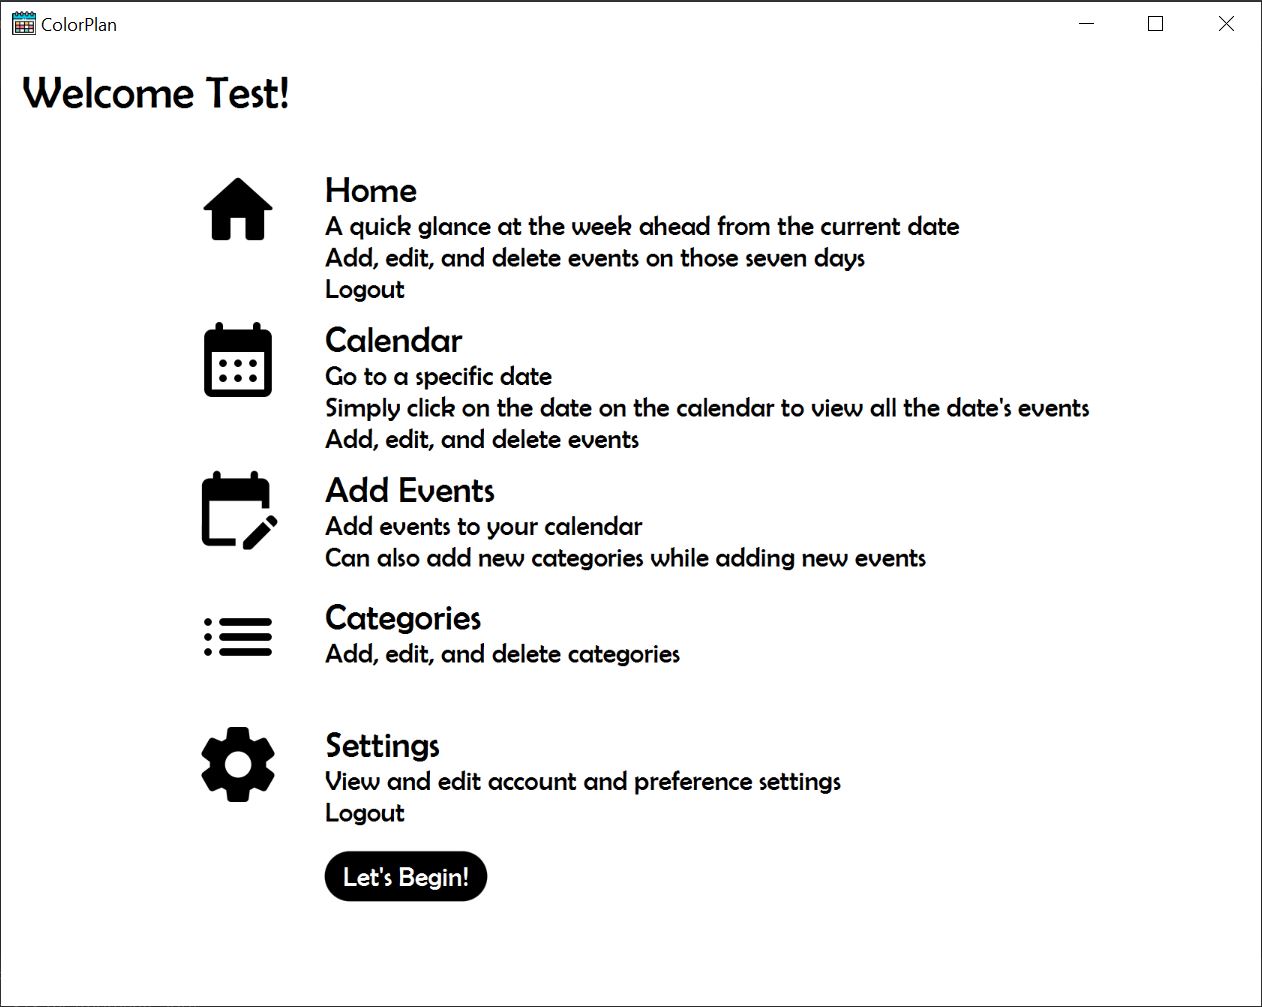 ColorPlan
Welcome Test!
Home
A quick glance at the week ahead from the current date
Add, edit, and delete events on those seven days
Logout
Calendar
Go to a specific date
Simply click on the date on the calendar to view all the date's events
Add, edit, and delete events
Add Events
Add events to your calendar
Can also add new categories while adding new events
Categories
Add, edit, and delete categories
Settings
View and edit account and preference settings
Logout
Let's Begin!